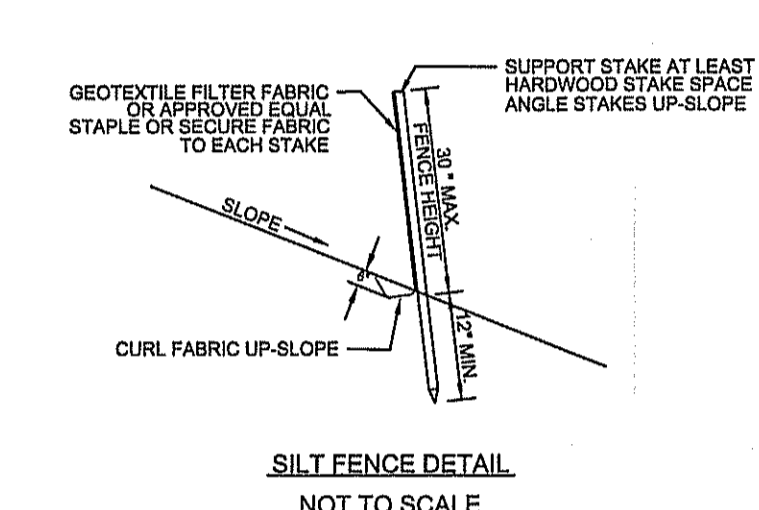 SUPPORT STAKE AT LEAST
HARDWOOD STAKE SPACE
ANGLE STAKES UP-SLOPE
GEOTEXTILE FILTER FABRIC
OR APPROVED EQUAL
STAPLE OR SECURE FABRIC
TO EACH STAKE
30 " MAX.
FENCE HEIGHT
SLOPE
6"
12" MIN.
CURL FABRIC UP-SLOPE
SILT FENCE DETAIL
NOT TO SCALE